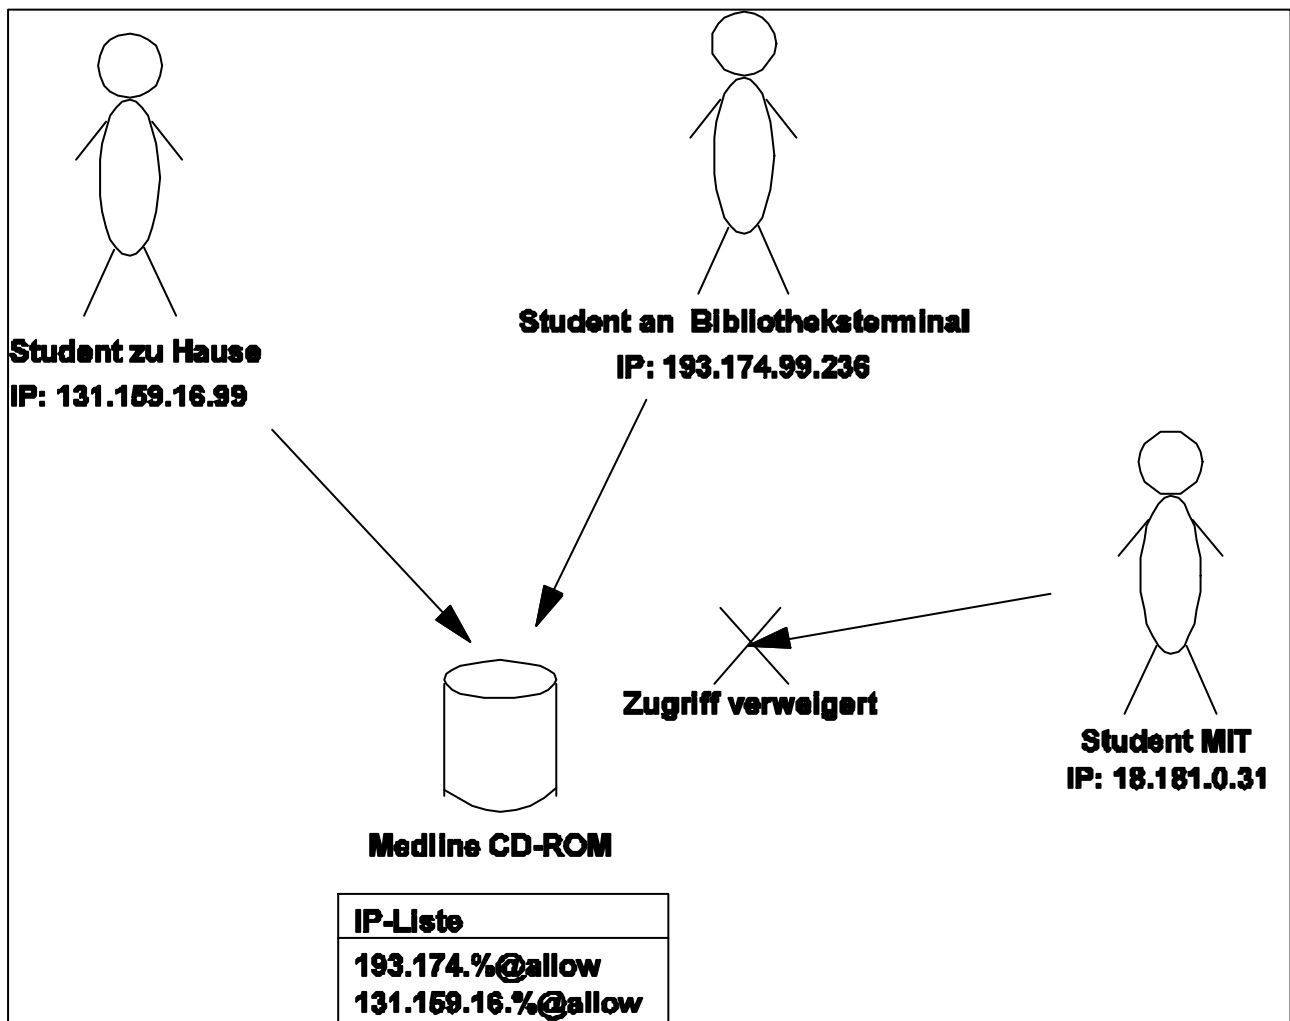 Student zu Hause
IP: 131.159.16.99
Student an Bibliotheksterminal
IP: 193.174.99.236
Zugriff verweigert
Student MIT
IP: 18.181.0.31
Medline CD-ROM
IP-Liste
193.174.%@allow
131.159.16.%@allow